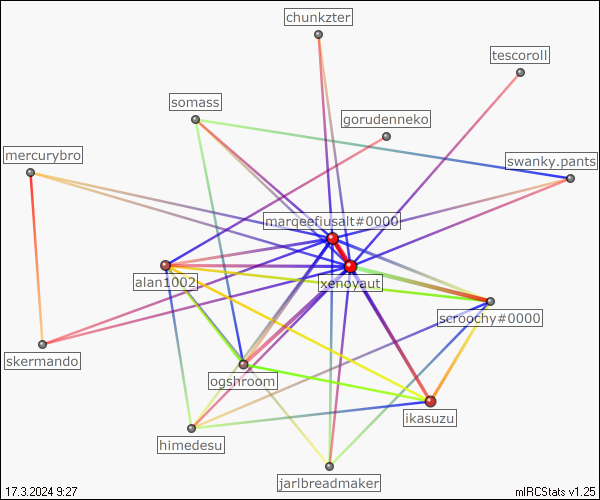 chunkzter
tescoroll
somass
gorudenneko
mercurybro
swanky.pants
marqeefiusalt#0000
alan1002
xenoyaut
scroochy#0000
skermando
ogshroom
ikasuzu
himedesu
jarlbreadmaker
17.3.2024 9:27
mIRCStats v1.25